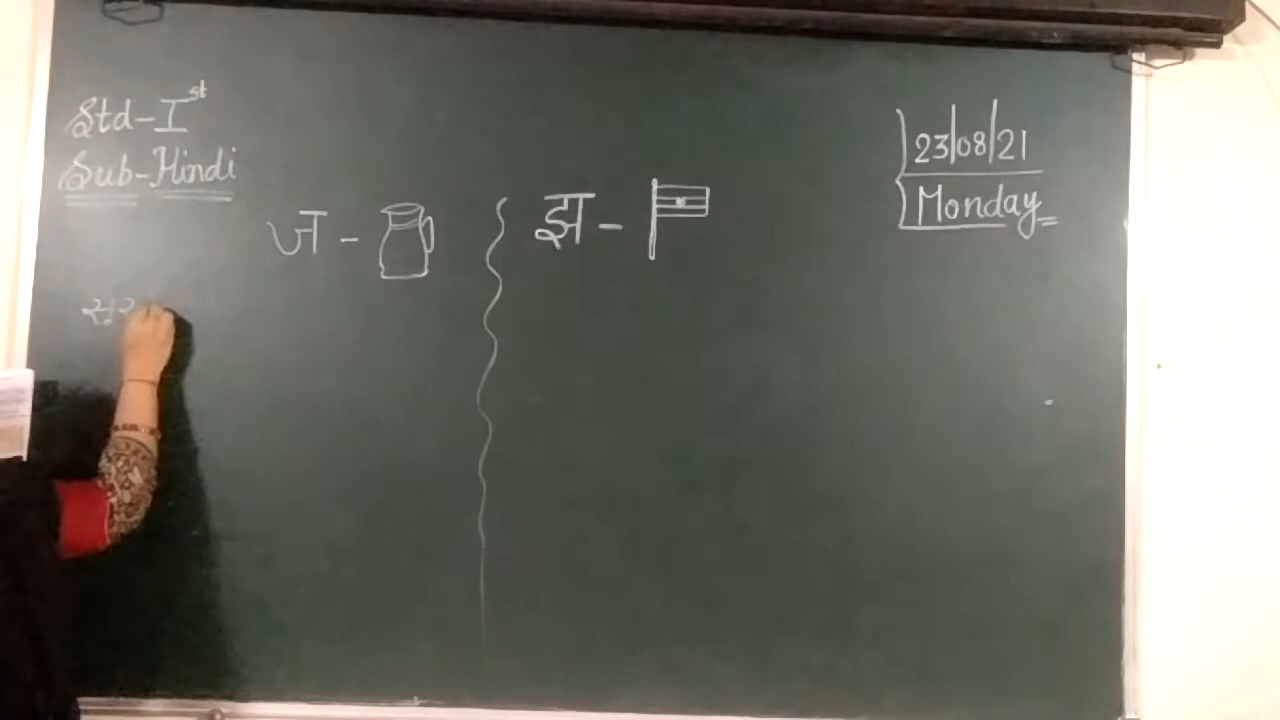 Std-Iˢᵗ
Sub-Hindi
23/08/21
Monday
ज -
झ -